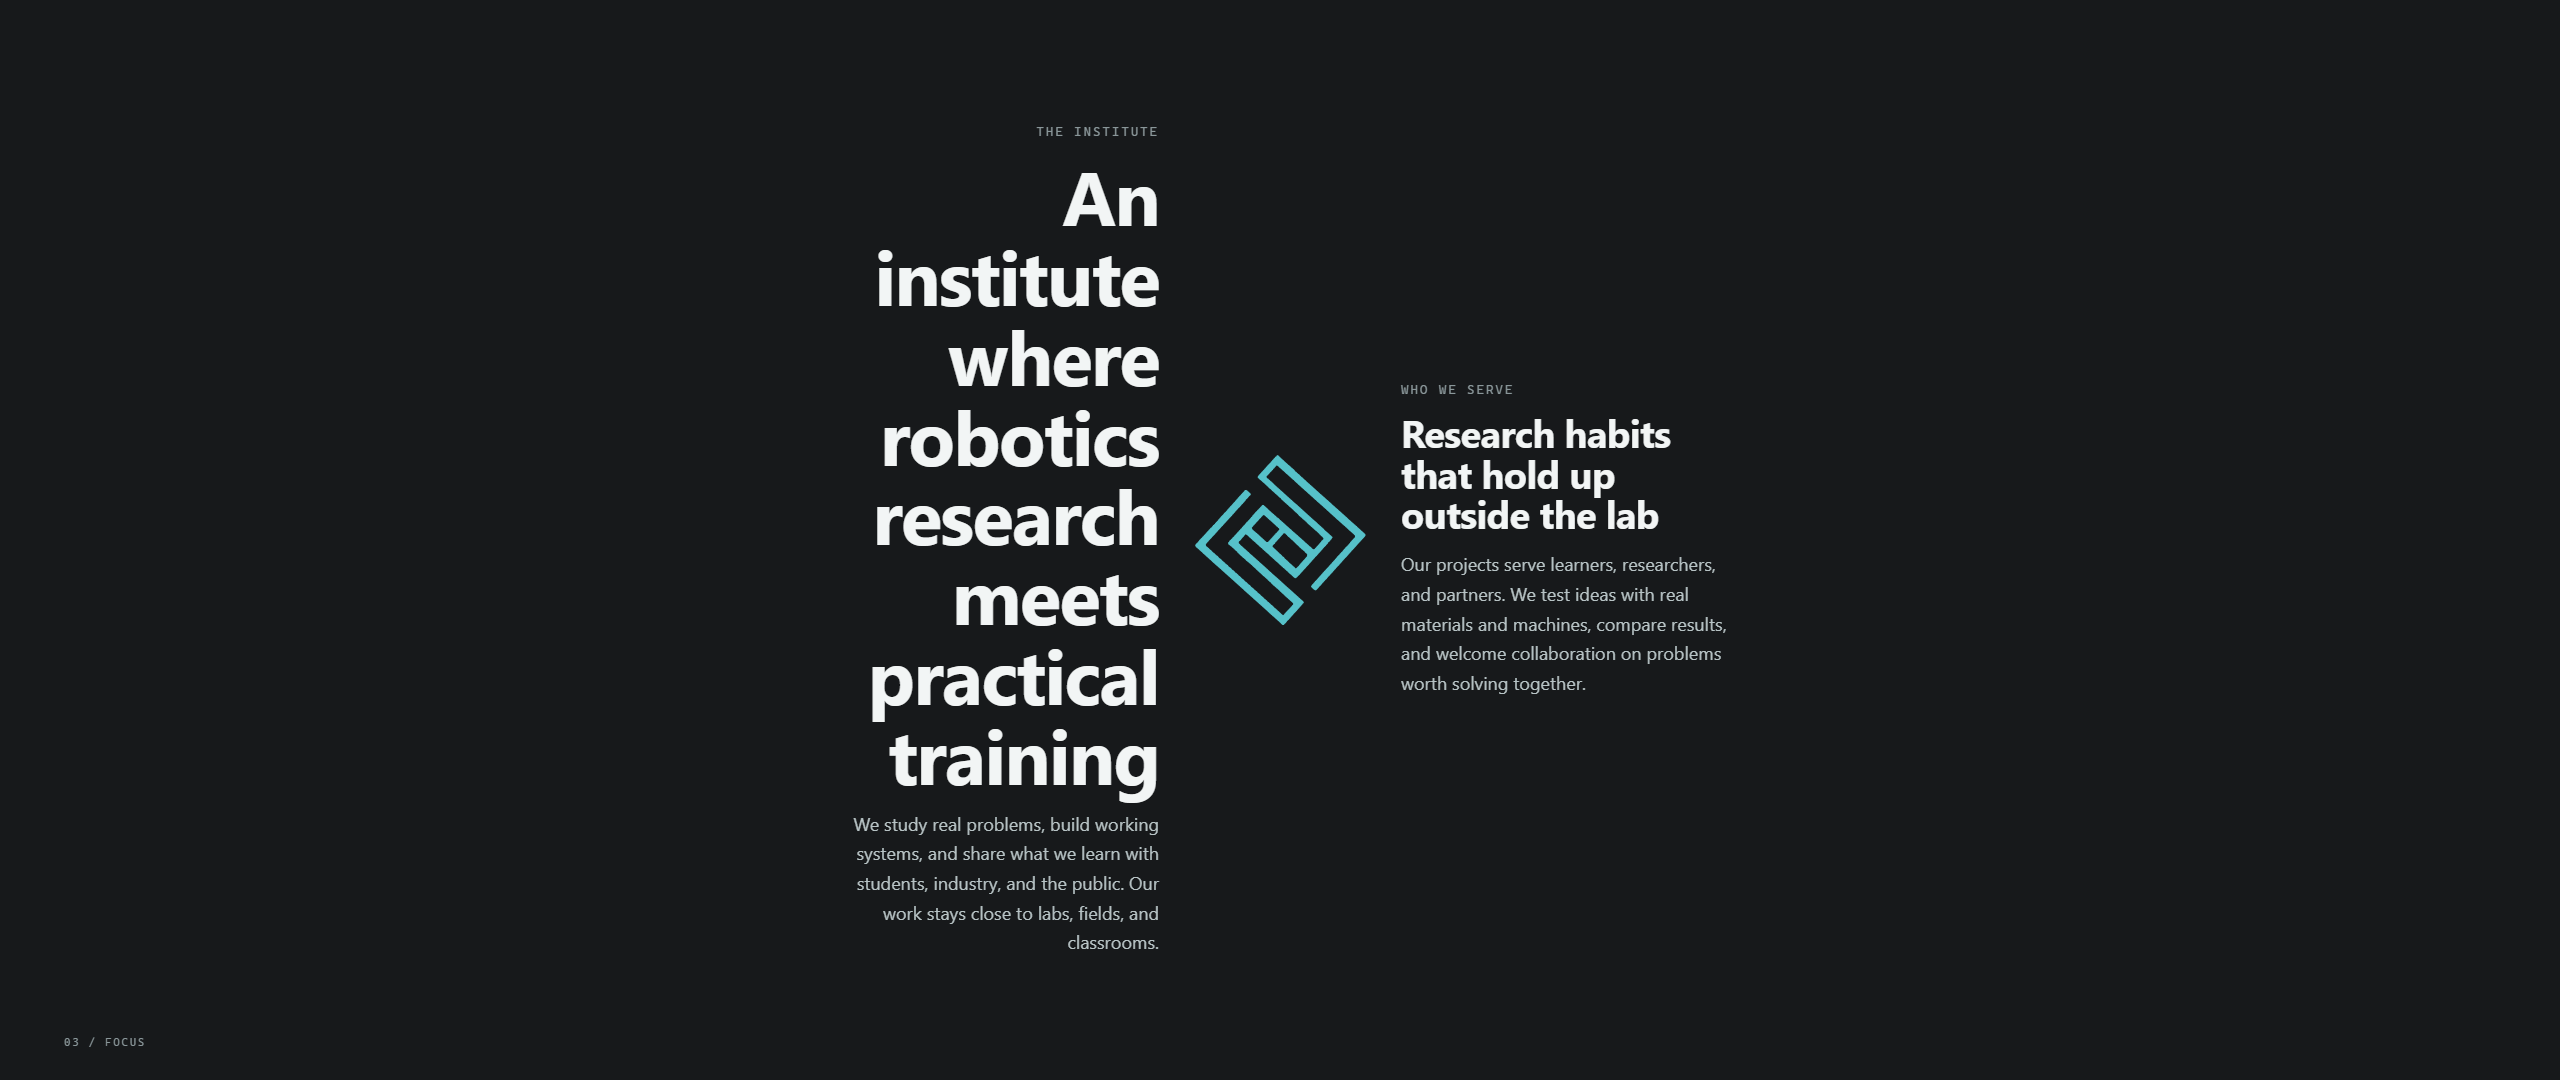 THE INSTITUTE
An
institute
where
robotics
research
meets
practical
training
We study real problems, build working
systems, and share what we learn with
students, industry, and the public. Our
work stays close to labs, fields, and
classrooms.
WHO WE SERVE
Research habits
that hold up
outside the lab
Our projects serve learners, researchers,
and partners. We test ideas with real
materials and machines, compare results,
and welcome collaboration on problems
worth solving together.
03 / FOCUS